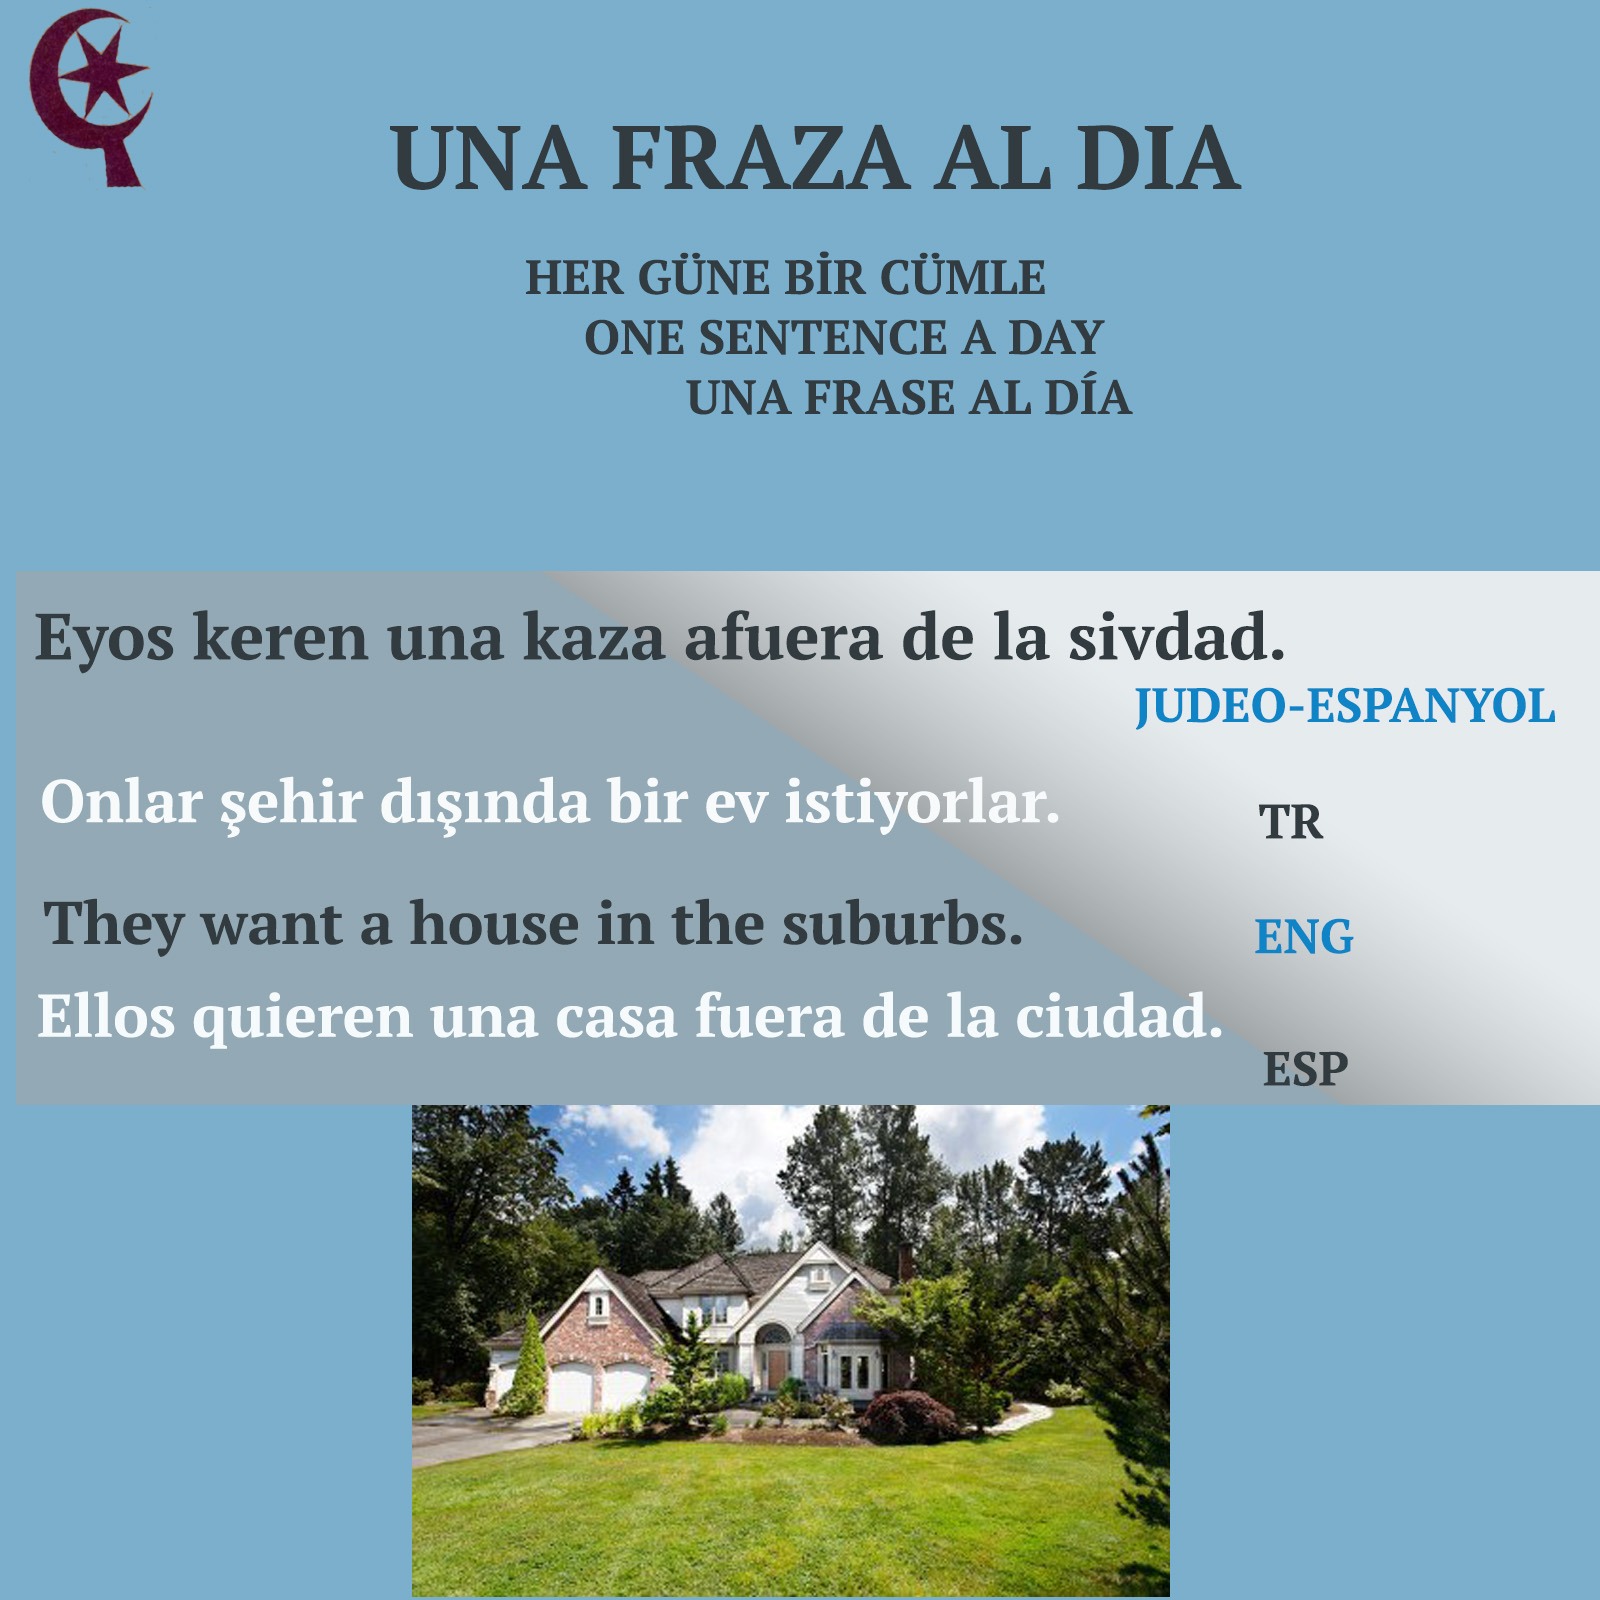 UNA FRAZA AL DIA
HER GÜNE BİR CÜMLE
ONE SENTENCE A DAY
UNA FRASE AL DÍA
Eyos keren una kaza afuera de la sivdad.
JUDEO-ESPANYOL
Onlar şehir dışında bir ev istiyorlar.
TR
They want a house in the suburbs.
ENG
Ellos quieren una casa fuera de la ciudad.
ESP